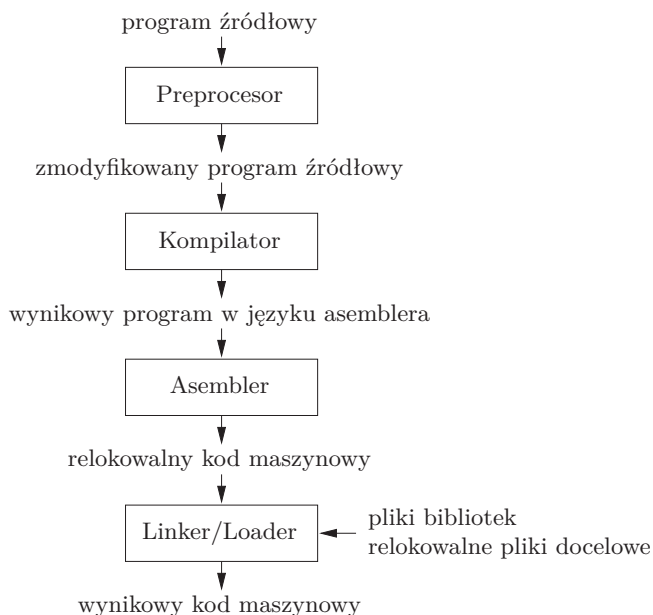 program źródłowy
Preprocesor
zmodyfikowany program źródłowy
Kompilator
wynikowy program w języku asemblera
Asembler
relokowalny kod maszynowy
Linker/Loader
pliki bibliotek
relokowalne pliki docelowe
wynikowy kod maszynowy